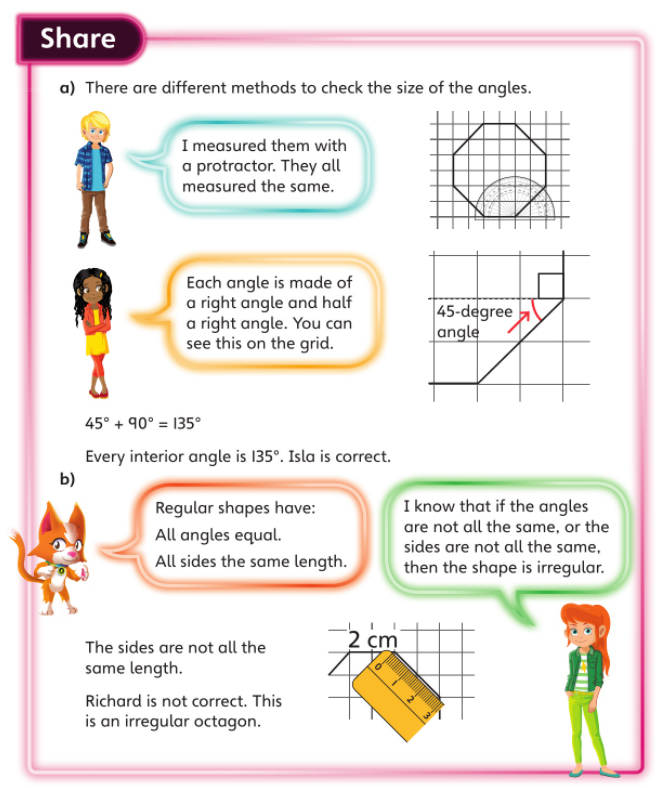 Share
a) There are different methods to check the size of the angles.
I measured them with
a protractor. They all
measured the same.
Each angle is made of
a right angle and half
a right angle. You can
see this on the grid.
45-degree
angle
45° + 90° = 135°
Every interior angle is 135°. Isla is correct.
b)
Regular shapes have:
All angles equal.
All sides the same length.
I know that if the angles
are not all the same, or the
sides are not all the same,
then the shape is irregular.
The sides are not all the
same length.
Richard is not correct. This
is an irregular octagon.
2 cm
0
1
2
3